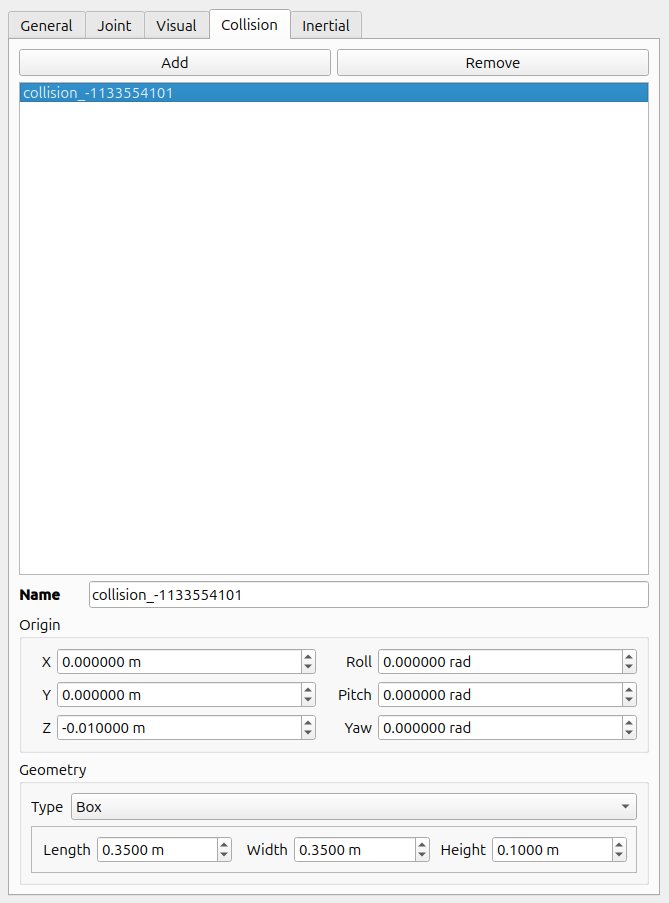 General Joint Visual Collision Inertial
Add Remove
collision_-1133554101
Name collision_-1133554101
Origin
X 0.000000 m Roll 0.000000 rad
Y 0.000000 m Pitch 0.000000 rad
Z -0.010000 m Yaw 0.000000 rad
Geometry
Type Box
Length 0.3500 m Width 0.3500 m Height 0.1000 m